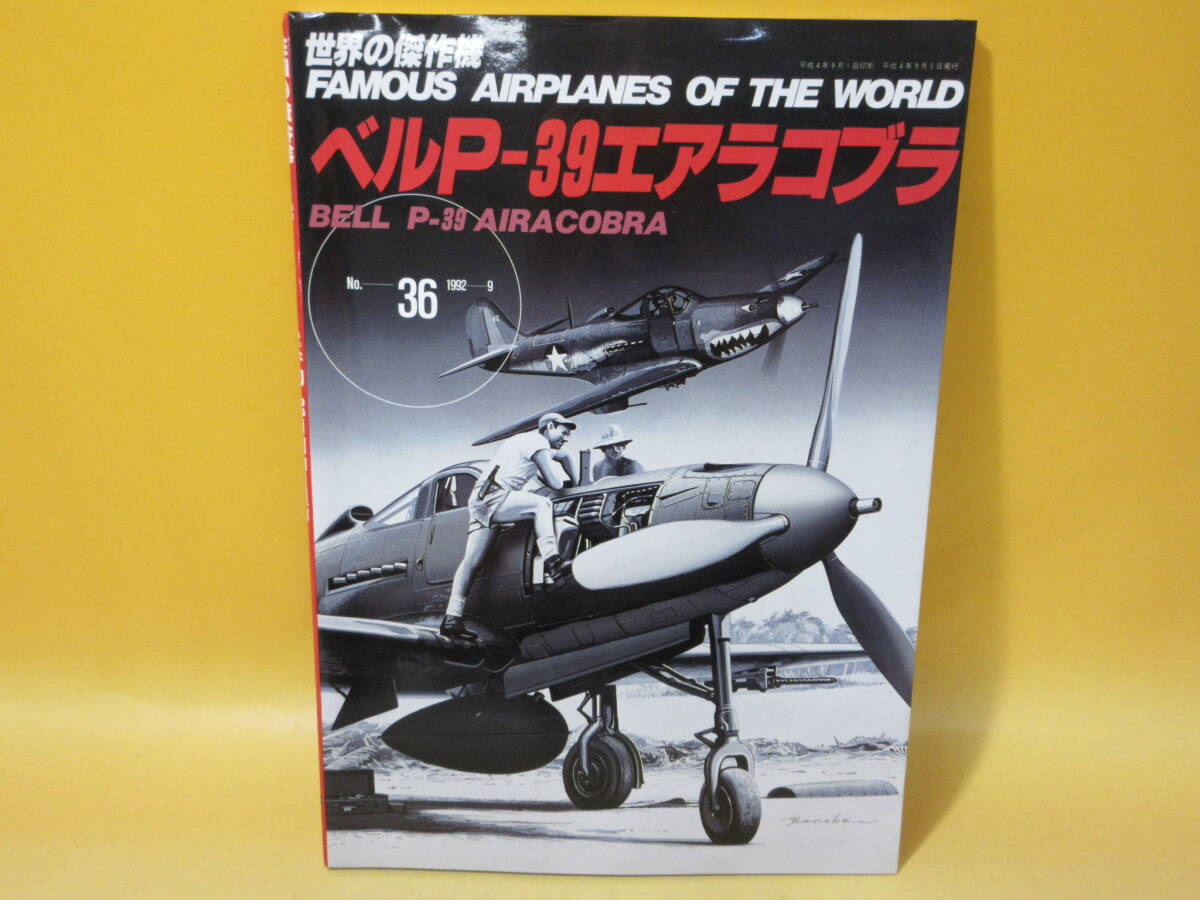 世界の傑作機
平成4年9月1日印刷 平成4年9月5日発行
FAMOUS AIRPLANES OF THE WORLD
ベルP-39エアラコブラ
BELL P-39 AIRACOBRA
No. 36 1992 9